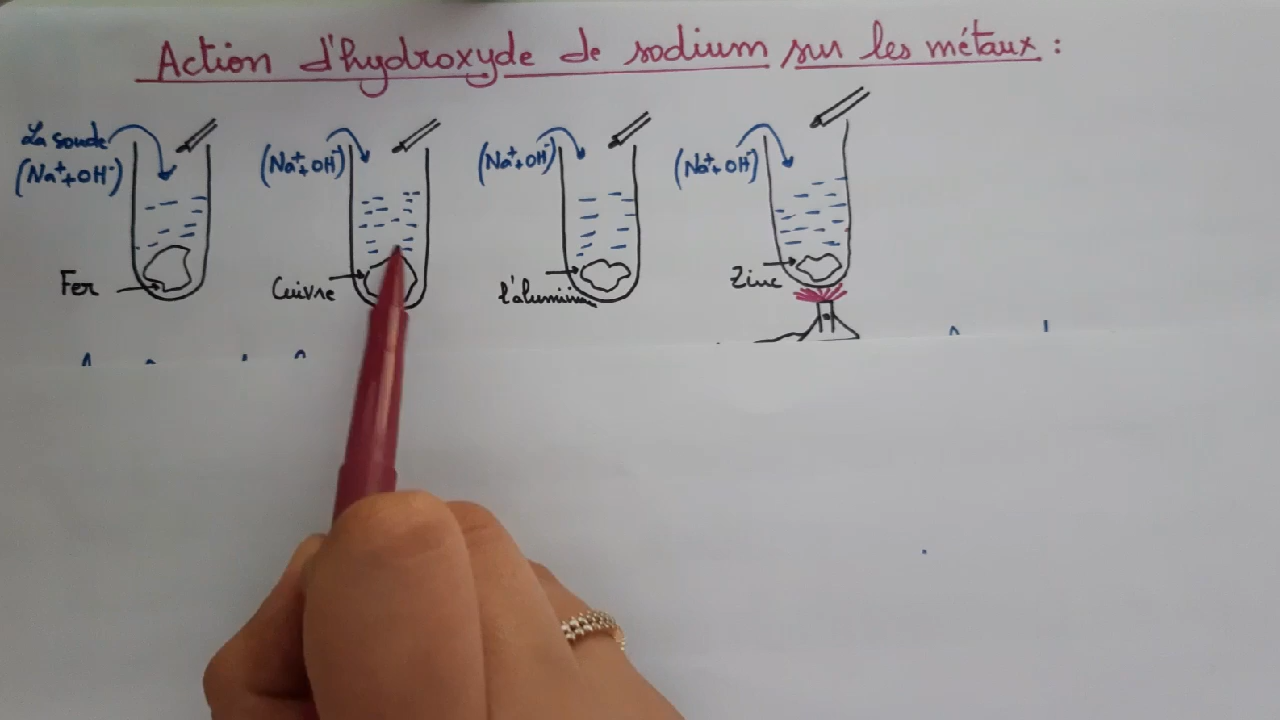 Action d'hydroxyde de sodium sur les métaux :
La soude
(Na⁺+OH⁻)
(Na⁺+OH⁻)
(Na⁺+OH⁻)
(Na⁺+OH⁻)
Fer
Cuivre
l'aluminium
Zinc